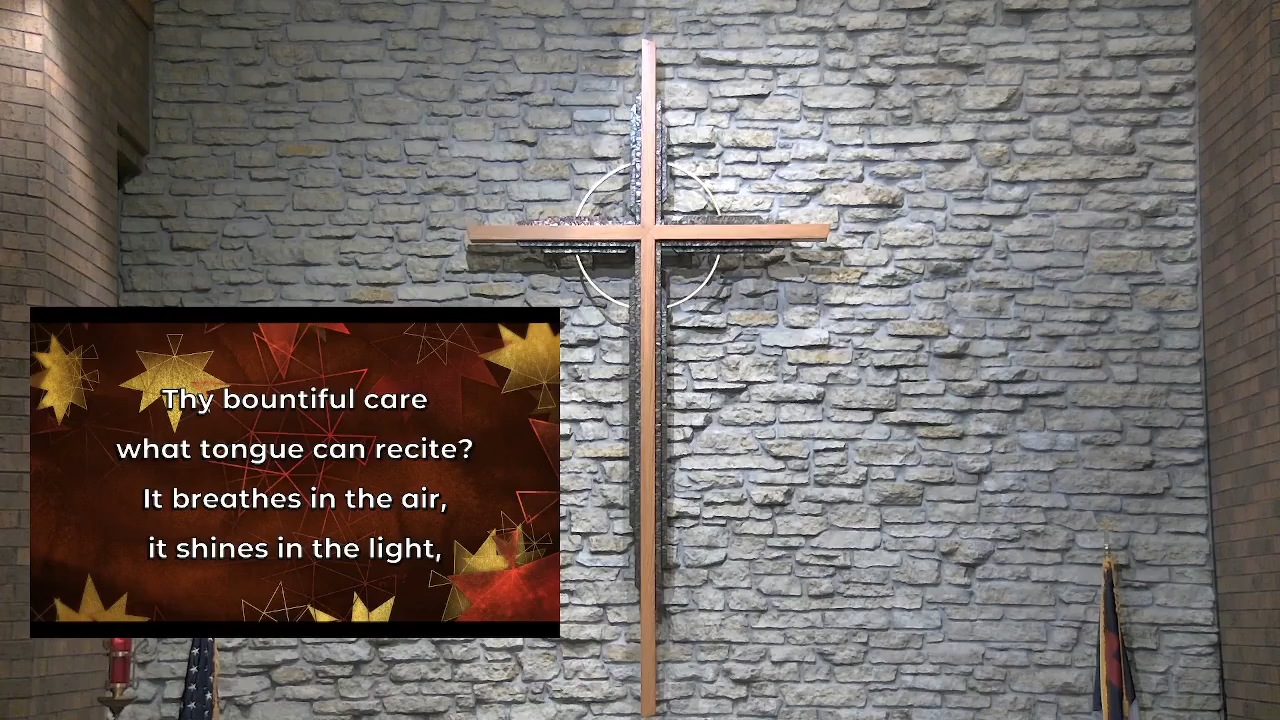 Thy bountiful care
what tongue can recite?
It breathes in the air,
it shines in the light,